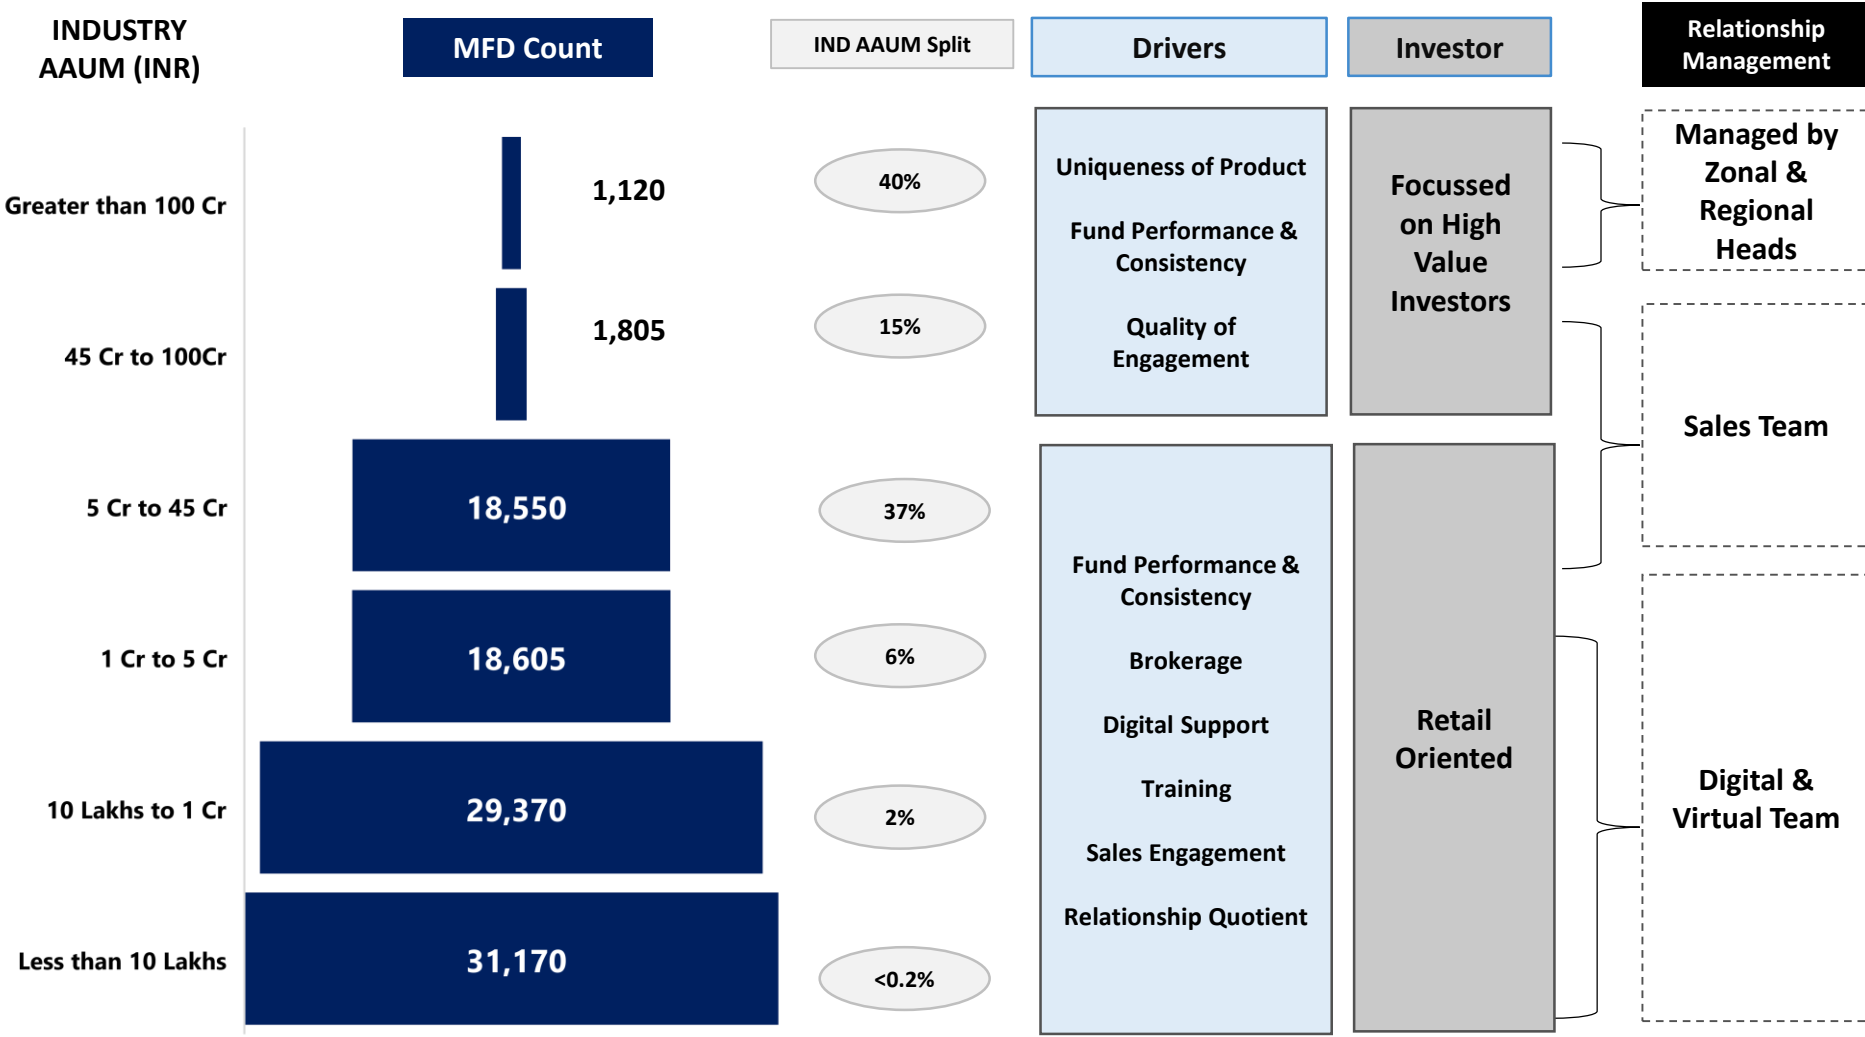 INDUSTRY
AAUM (INR)
MFD Count
IND AAUM Split
Drivers
Investor
Relationship
Management
Greater than 100 Cr
1,120
40%
45 Cr to 100Cr
1,805
15%
5 Cr to 45 Cr
18,550
37%
1 Cr to 5 Cr
18,605
6%
10 Lakhs to 1 Cr
29,370
2%
Less than 10 Lakhs
31,170
<0.2%
Uniqueness of Product
Fund Performance &
Consistency
Quality of
Engagement
Fund Performance &
Consistency
Brokerage
Digital Support
Training
Sales Engagement
Relationship Quotient
Focussed
on High
Value
Investors
Retail
Oriented
Managed by
Zonal &
Regional
Heads
Sales Team
Digital &
Virtual Team